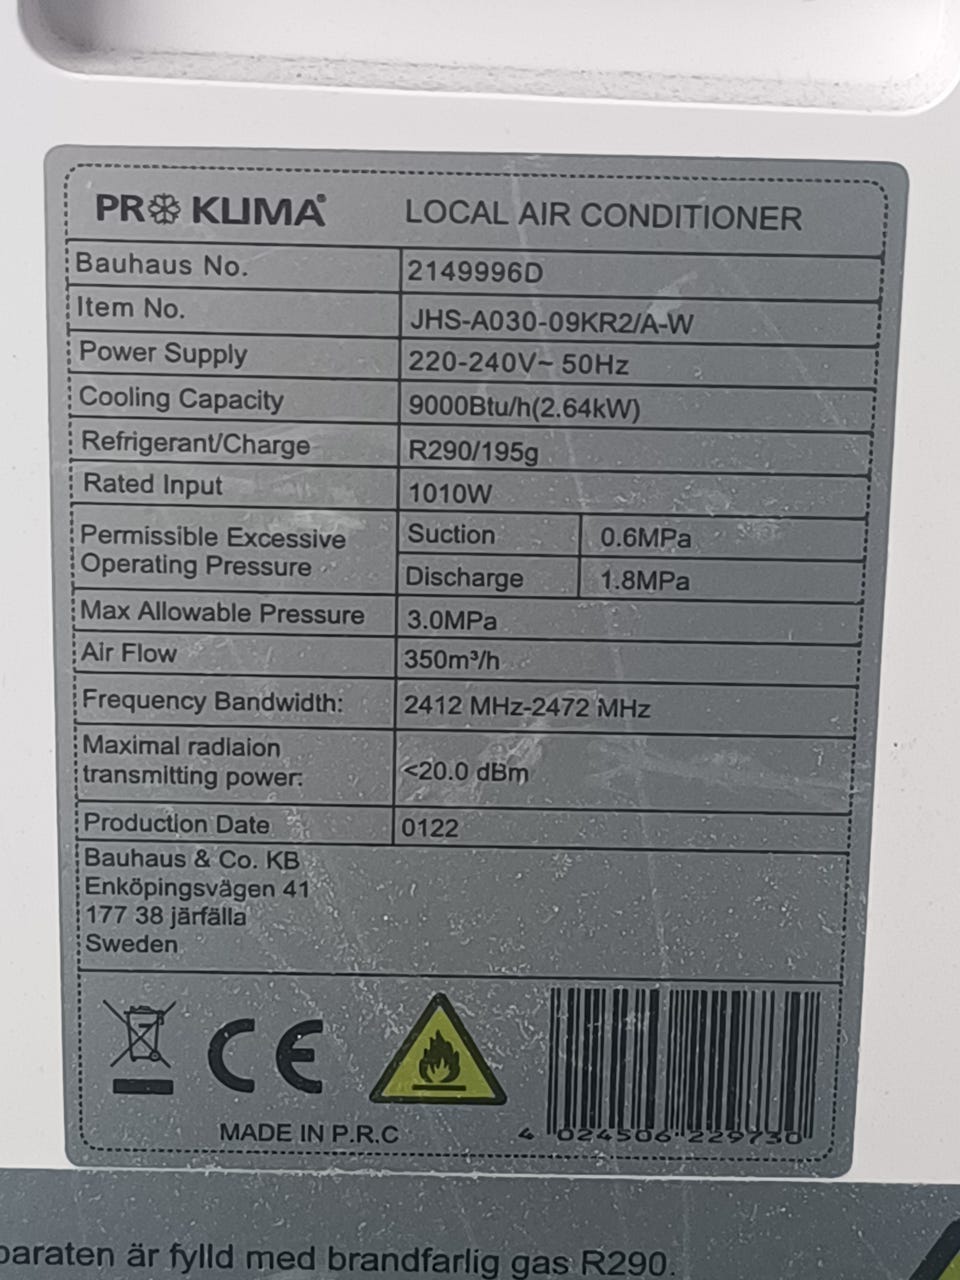 PRO KLIMA® LOCAL AIR CONDITIONER
Bauhaus No. 2149996D
Item No. JHS-A030-09KR2/A-W
Power Supply 220-240V~ 50Hz
Cooling Capacity 9000Btu/h(2.64kW)
Refrigerant/Charge R290/195g
Rated Input 1010W
Permissible Excessive Operating Pressure Suction 0.6MPa
Discharge 1.8MPa
Max Allowable Pressure 3.0MPa
Air Flow 350m³/h
Frequency Bandwidth: 2412 MHz-2472 MHz
Maximal radlaion
transmitting power: <20.0 dBm
Production Date 0122
Bauhaus & Co. KB
Enköpingsvägen 41
177 38 järfälla
Sweden
CE
MADE IN P.R.C 4 024506 229730
paraten är fylld med brandfarlig gas R290.